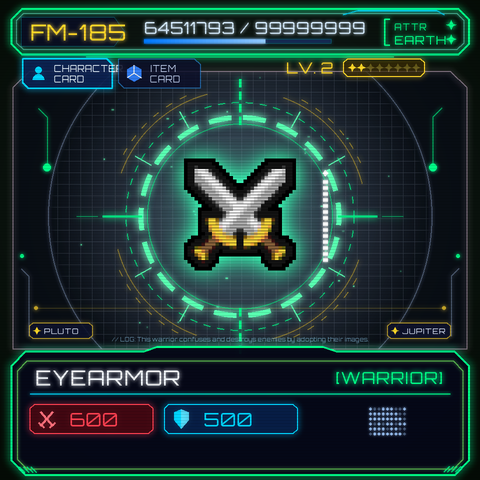 FM-185
64511793 / 99999999
ATTR
EARTH
CHARACTER
CARD
ITEM
CARD
LV. 2
PLUTO
JUPITER
// LOG: This warrior confuses and destroys enemies by adopting their images
EYEARMOR
[WARRIOR]
600
500